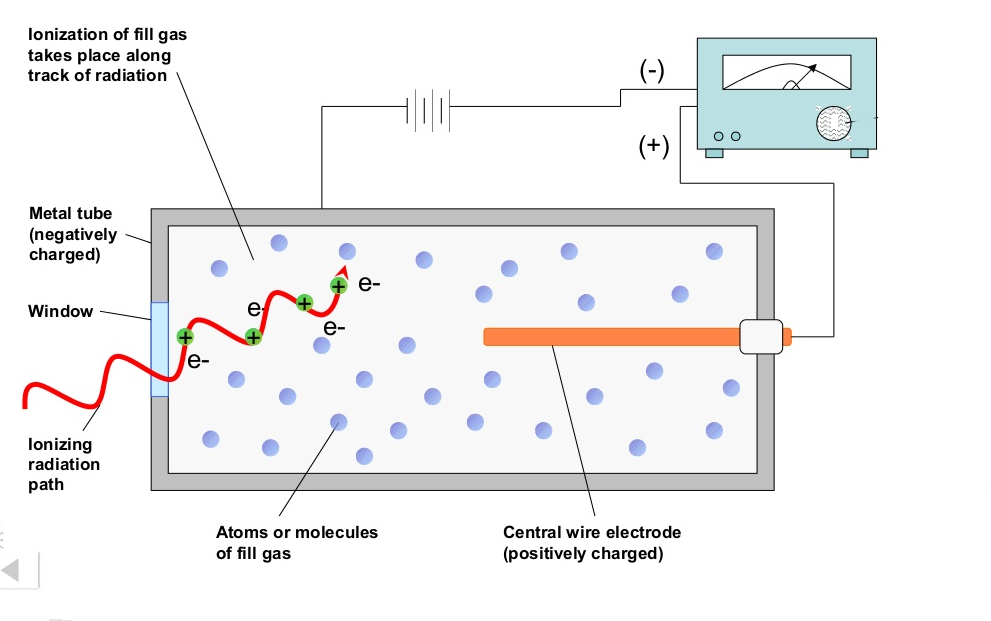 Ionization of fill gas
takes place along
track of radiation
(-)
(+)
Metal tube
(negatively
charged)
Window
e-
e-
e-
e-
+
+
+
+
Ionizing
radiation
path
Atoms or molecules
of fill gas
Central wire electrode
(positively charged)